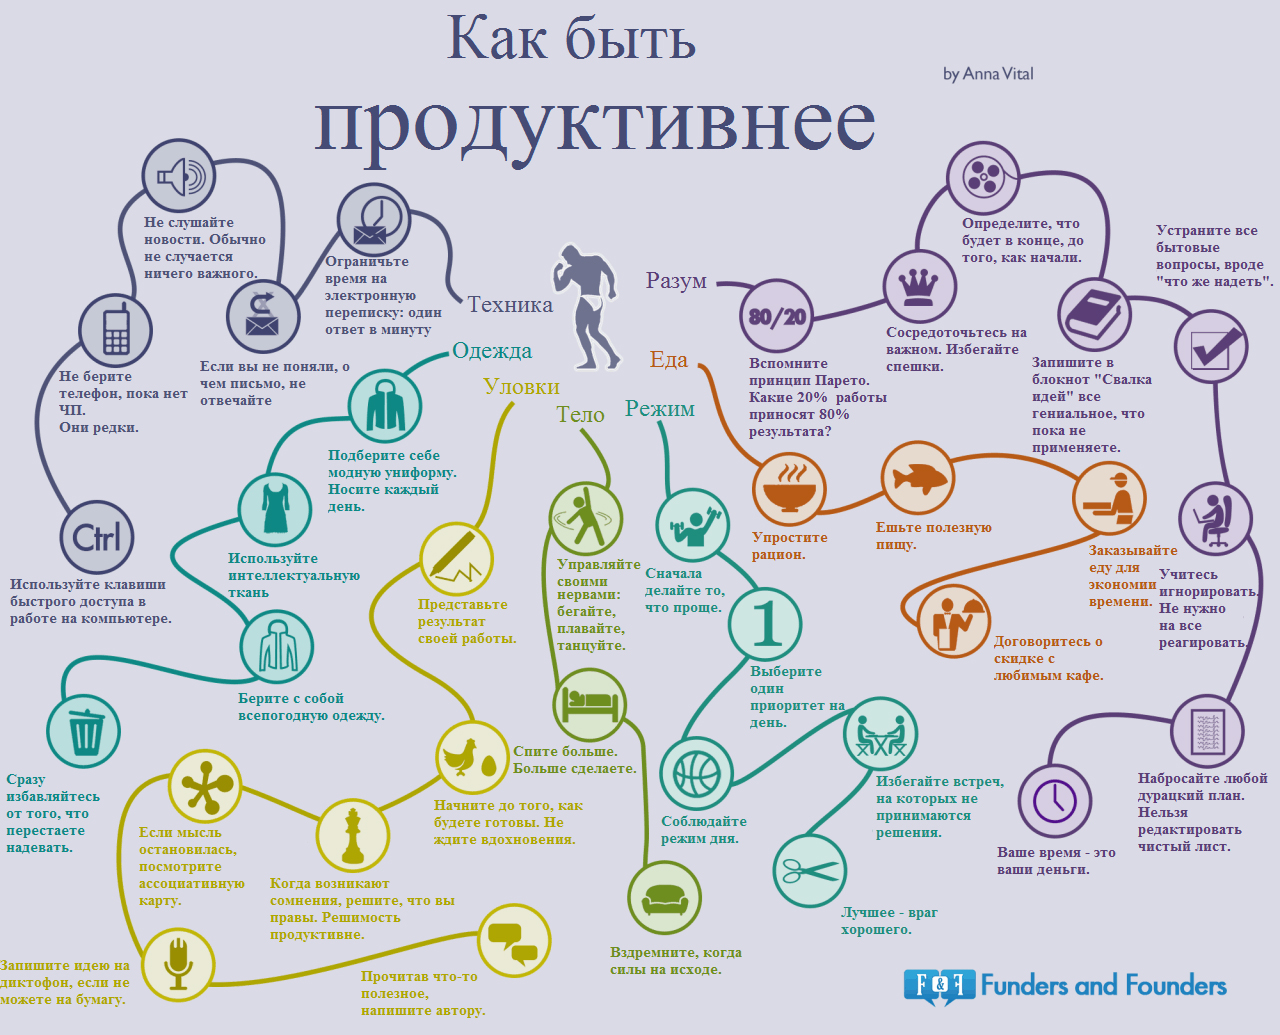 Как быть
продуктивнее
by Anna Vital
Техника
Ограничьте
время на
электронную
переписку: один
ответ в минуту
Если вы не поняли, о
чем письмо, не
отвечайте
Не слушайте
новости. Обычно
не случается
ничего важного.
Не берите
телефон, пока нет
ЧП.
Они редки.
Ctrl
Используйте клавиши
быстрого доступа в
работе на компьютере.
Одежда
Подберите себе
модную униформу.
Носите каждый
день.
Используйте
интеллектуальную
ткань
Берите с собой
всепогодную одежду.
Сразу
избавляйтесь
от того, что
перестаете
надевать.
Уловки
Представьте
результат
своей работы.
Начните до того, как
будете готовы. Не
ждите вдохновения.
Когда возникают
сомнения, решите, что вы
правы. Решимость
продуктивне.
Если мысль
остановилась,
посмотрите
ассоциативную
карту.
Запишите идею на
диктофон, если не
можете на бумагу.
Прочитав что-то
полезное,
напишите автору.
Тело
Управляйте
своими
нервами:
бегайте,
плавайте,
танцуйте.
Спите больше.
Больше сделаете.
Вздремните, когда
силы на исходе.
Режим
Сначала
делайте то,
что проще.
1
Выберите
один
приоритет на
день.
Соблюдайте
режим дня.
Избегайте встреч,
на которых не
принимаются
решения.
Лучшее - враг
хорошего.
Еда
Упростите
рацион.
Ешьте полезную
пищу.
Заказывайте
еду для
экономии
времени.
Договоритесь о
скидке с
любимым кафе.
Разум
80/20
Вспомните
принцип Парето.
Какие 20% работы
приносят 80%
результата?
Сосредоточьтесь на
важном. Избегайте
спешки.
Определите, что
будет в конце, до
того, как начали.
Запишите в
блокнот "Свалка
идей" все
гениальное, что
пока не
применяете.
Устраните все
бытовые
вопросы, вроде
"что же надеть".
Учитесь
игнорировать.
Не нужно
на все
реагировать.
Набросайте любой
дурацкий план.
Нельзя
редактировать
чистый лист.
Ваше время - это
ваши деньги.
F&F Funders and Founders